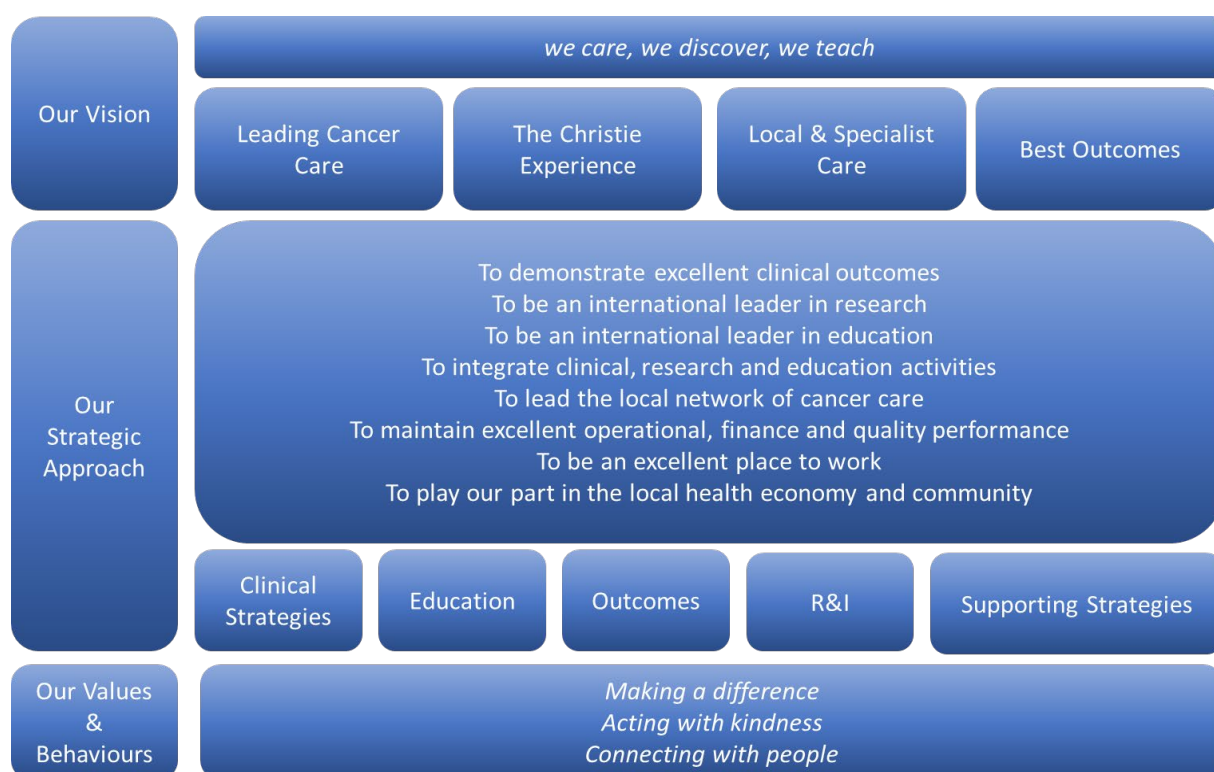 Our Vision
we care, we discover, we teach
Leading Cancer
Care
The Christie
Experience
Local & Specialist
Care
Best Outcomes
Our
Strategic
Approach
To demonstrate excellent clinical outcomes
To be an international leader in research
To be an international leader in education
To integrate clinical, research and education activities
To lead the local network of cancer care
To maintain excellent operational, finance and quality performance
To be an excellent place to work
To play our part in the local health economy and community
Clinical
Strategies
Education
Outcomes
R&I
Supporting Strategies
Our Values
&
Behaviours
Making a difference
Acting with kindness
Connecting with people